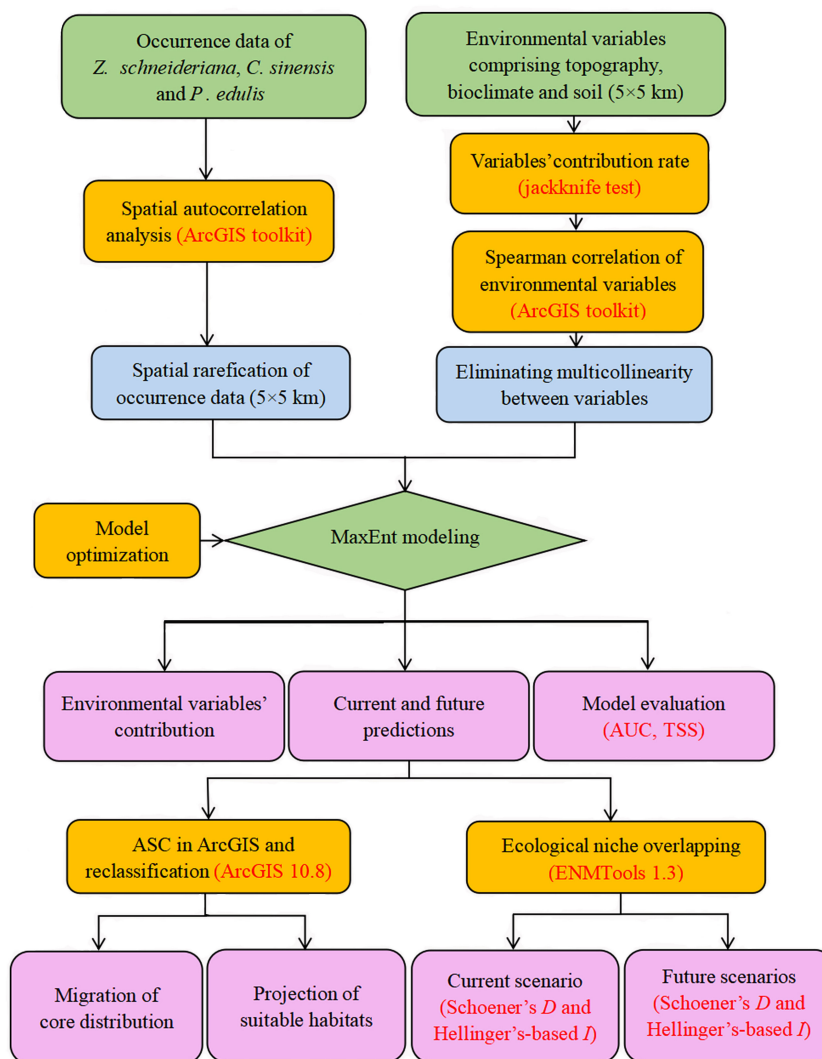 Occurrence data of
Z. schneideriana, C. sinensis
and P. edulis
Environmental variables
comprising topography,
bioclimate and soil (5×5 km)
Variables'contribution rate
(jackknife test)
Spatial autocorrelation
analysis (ArcGIS toolkit)
Spearman correlation of
environmental variables
(ArcGIS toolkit)
Spatial rarefication of
occurrence data (5×5 km)
Eliminating multicollinearity
between variables
Model
optimization
MaxEnt modeling
Environmental variables'
contribution
Current and future
predictions
Model evaluation
(AUC, TSS)
ASC in ArcGIS and
reclassification (ArcGIS 10.8)
Ecological niche overlapping
(ENMTools 1.3)
Migration of
core distribution
Projection of
suitable habitats
Current scenario
(Schoener's D and
Hellinger's-based I)
Future scenarios
(Schoener's D and
Hellinger's-based I)